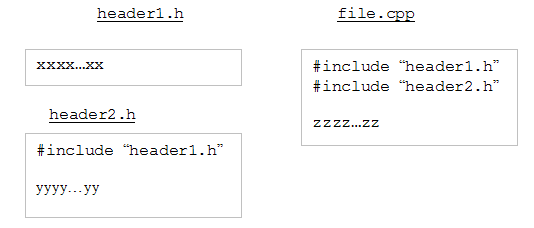 header1.h
xxxx…xx
header2.h
#include “header1.h”
yyyy…yy
file.cpp
#include “header1.h”
#include “header2.h”
zzzz…zz